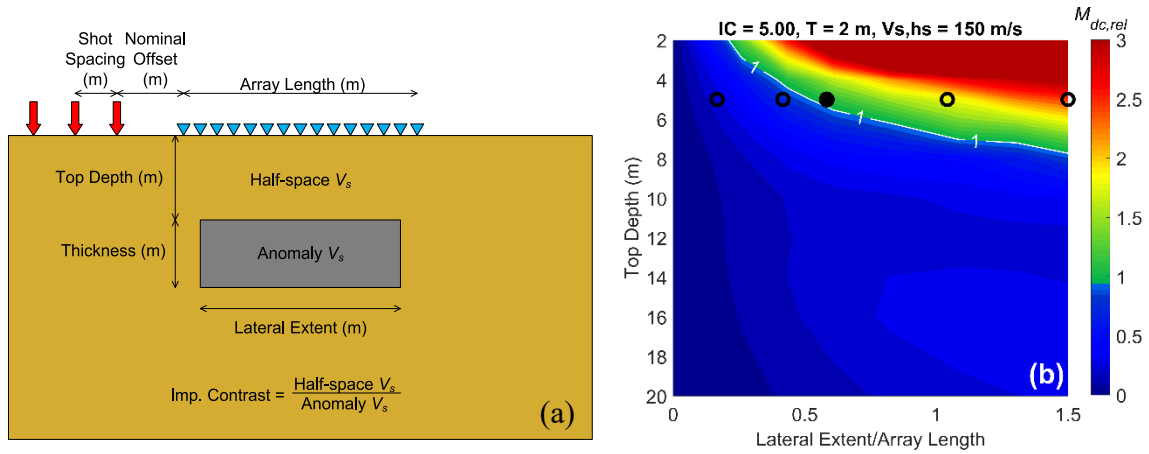 Shot
Spacing
(m)
Nominal
Offset
(m)
Array Length (m)
Top Depth (m)
Half-space Vs
Thickness (m)
Anomaly Vs
Lateral Extent (m)
Imp. Contrast = Half-space Vs
Anomaly Vs
(a)
IC = 5.00, T = 2 m, Vs,hs = 150 m/s
Mdc,rel
2
4
6
8
10
12
14
16
18
20
Top Depth (m)
1
1
1
(b)
0
0.5
1
1.5
Lateral Extent/Array Length
3
2.5
2
1.5
1
0.5
0